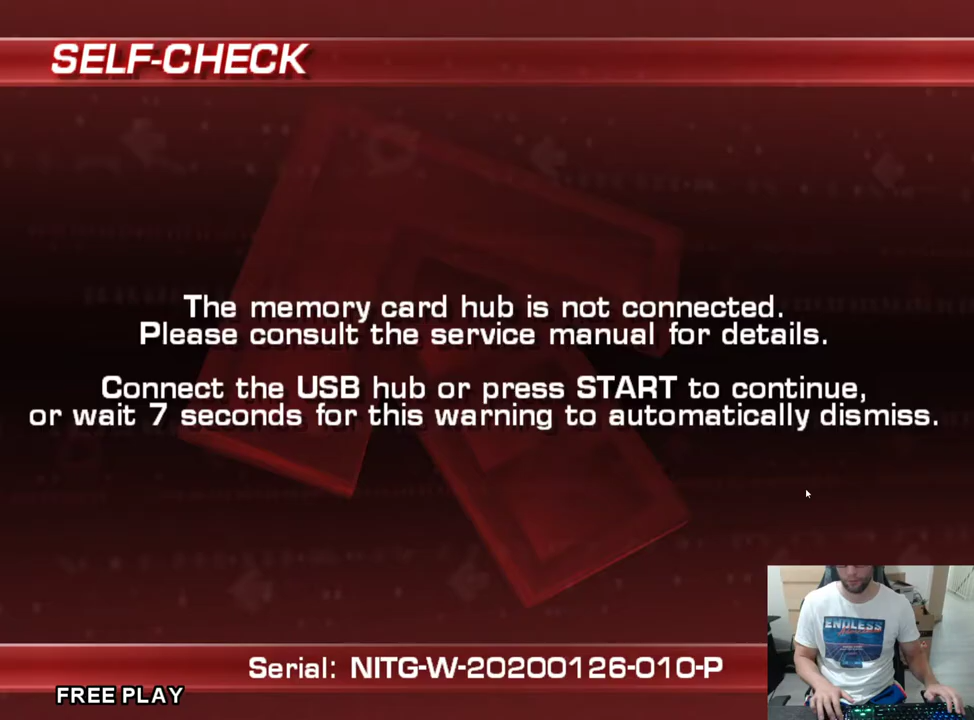 SELF-CHECK
The memory card hub is not connected.
Please consult the service manual for details.
Connect the USB hub or press START to continue,
or wait 7 seconds for this warning to automatically dismiss.
ENDLESS
Serial: NITG-W-20200126-010-P
FREE PLAY